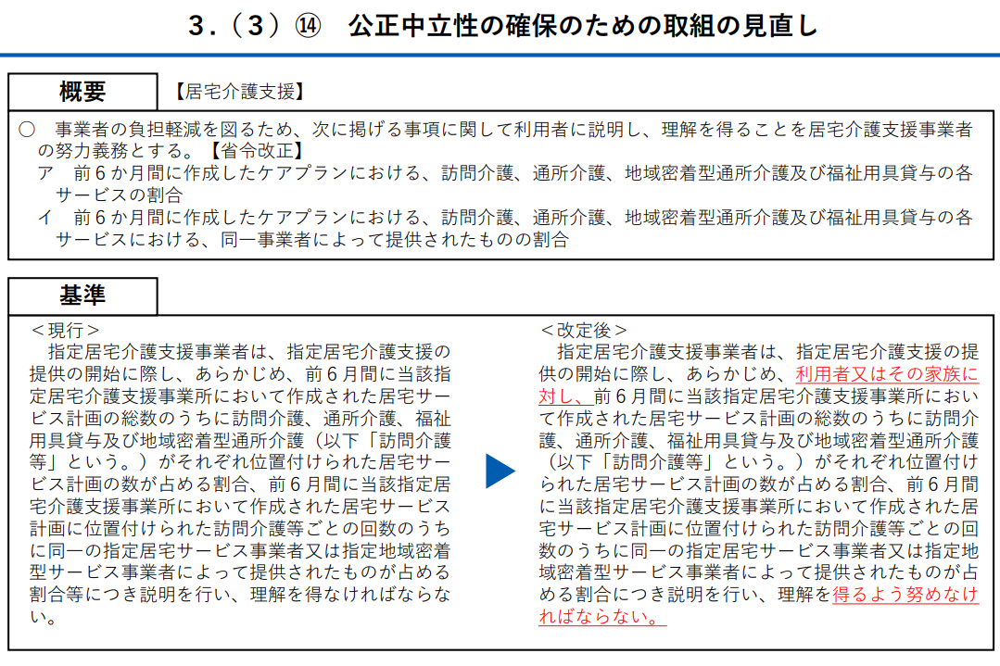 ３.（３）⑭　公正中立性の確保のための取組の見直し
概要
【居宅介護支援】
○　事業者の負担軽減を図るため、次に掲げる事項に関して利用者に説明し、理解を得ることを居宅介護支援事業者
の努力義務とする。【省令改正】
ア　前６か月間に作成したケアプランにおける、訪問介護、通所介護、地域密着型通所介護及び福祉用具貸与の各
サービスの割合
イ　前６か月間に作成したケアプランにおける、訪問介護、通所介護、地域密着型通所介護及び福祉用具貸与の各
サービスにおける、同一事業者によって提供されたものの割合
基準
＜現行＞
指定居宅介護支援事業者は、指定居宅介護支援の
提供の開始に際し、あらかじめ、前６月間に当該指
定居宅介護支援事業所において作成された居宅サー
ビス計画の総数のうちに訪問介護、通所介護、福祉
用具貸与及び地域密着型通所介護（以下「訪問介護
等」という。）がそれぞれ位置付けられた居宅サー
ビス計画の数が占める割合、前６月間に当該指定居
宅介護支援事業所において作成された居宅サービス
計画に位置付けられた訪問介護等ごとの回数のうち
に同一の指定居宅サービス事業者又は指定地域密着
型サービス事業者によって提供されたものが占める
割合等につき説明を行い、理解を得なければならな
い。
＜改定後＞
指定居宅介護支援事業者は、指定居宅介護支援の提
供の開始に際し、あらかじめ、利用者又はその家族に
対し、前６月間に当該指定居宅介護支援事業所におい
て作成された居宅サービス計画の総数のうちに訪問介
護、通所介護、福祉用具貸与及び地域密着型通所介護
（以下「訪問介護等」という。）がそれぞれ位置付け
られた居宅サービス計画の数が占める割合、前６月間
に当該指定居宅介護支援事業所において作成された居
宅サービス計画に位置付けられた訪問介護等ごとの回
数のうちに同一の指定居宅サービス事業者又は指定地
域密着型サービス事業者によって提供されたものが占
める割合につき説明を行い、理解を得るよう努めなけ
ればならない。